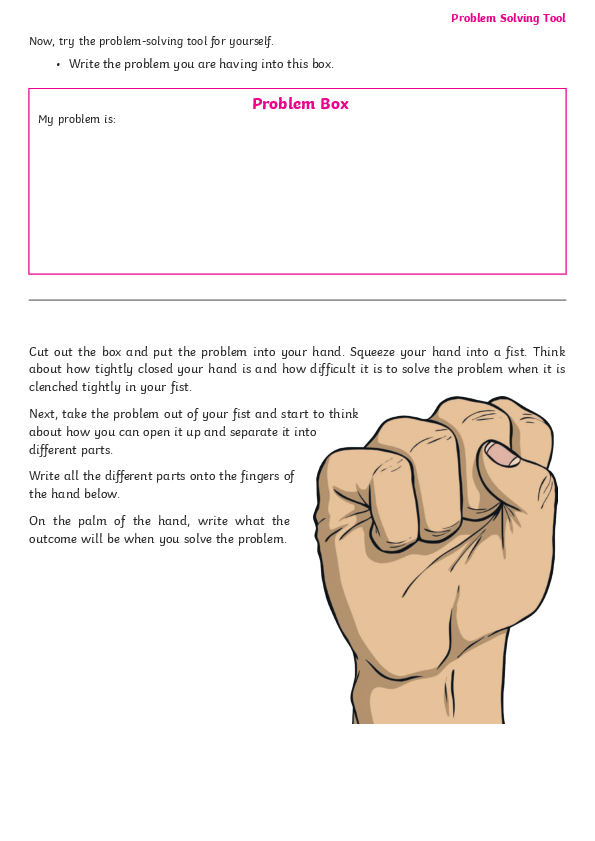 Problem Solving Tool
Now, try the problem-solving tool for yourself.
• Write the problem you are having into this box.
Problem Box
My problem is:
Cut out the box and put the problem into your hand. Squeeze your hand into a fist. Think
about how tightly closed your hand is and how difficult it is to solve the problem when it is
clenched tightly in your fist.
Next, take the problem out of your fist and start to think
about how you can open it up and separate it into
different parts.
Write all the different parts onto the fingers of
the hand below.
On the palm of the hand, write what the
outcome will be when you solve the problem.